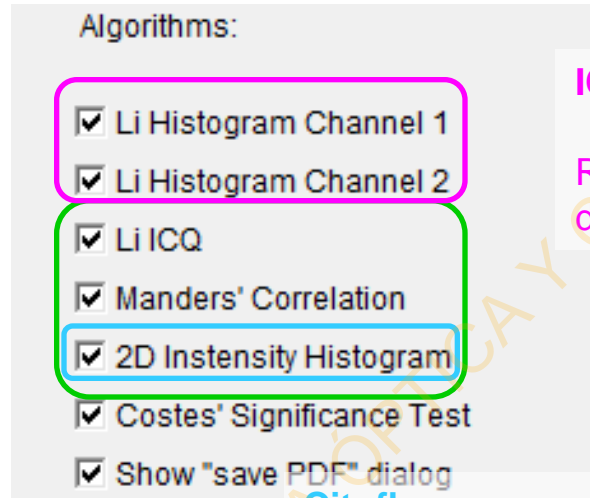 Algorithms:
Li Histogram Channel 1
Li Histogram Channel 2
Li ICQ
Manders' Correlation
2D Instensity Histogram
Costes' Significance Test
Show "save PDF" dialog
ÓPTICA Y